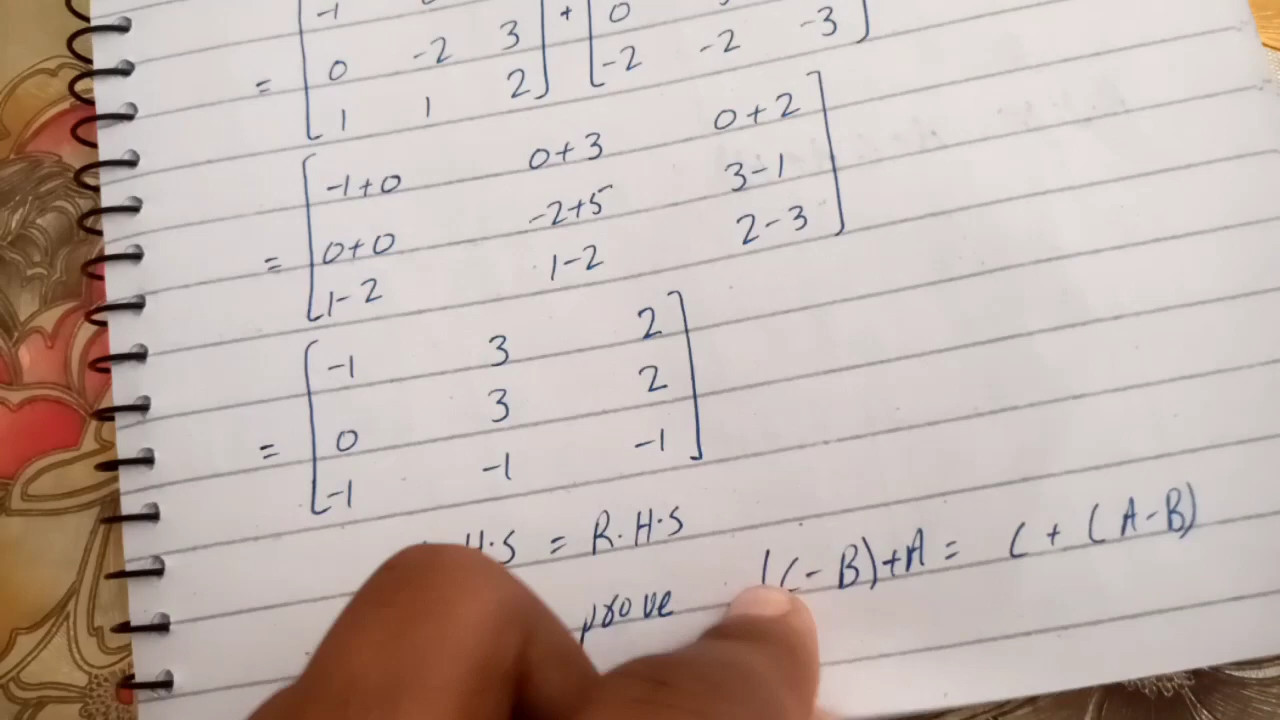 -1 + 0
= 0 -2 3 -2 -2 -3
1 1 2
-1+0 0+3 0+2
= 0+0 -2+5 3-1
1-2 1-2 2-3
-1 3 2
= 0 3 2
-1 -1 -1
H.S = R.H.S
prove (C-B)+A = C + (A-B)